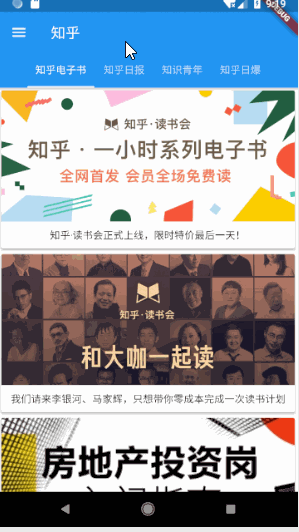 9:19
知乎
知乎电子书 知乎日报 知识青年 知乎日爆
知乎·读书会
知乎·一小时系列电子书
全网首发 会员全场免费读
知乎·读书会正式上线，限时特价最后一天！
知乎·读书会
和大咖一起读
我们请来李银河、马家辉，只想带你零成本完成一次读书计划
房地产投资岗